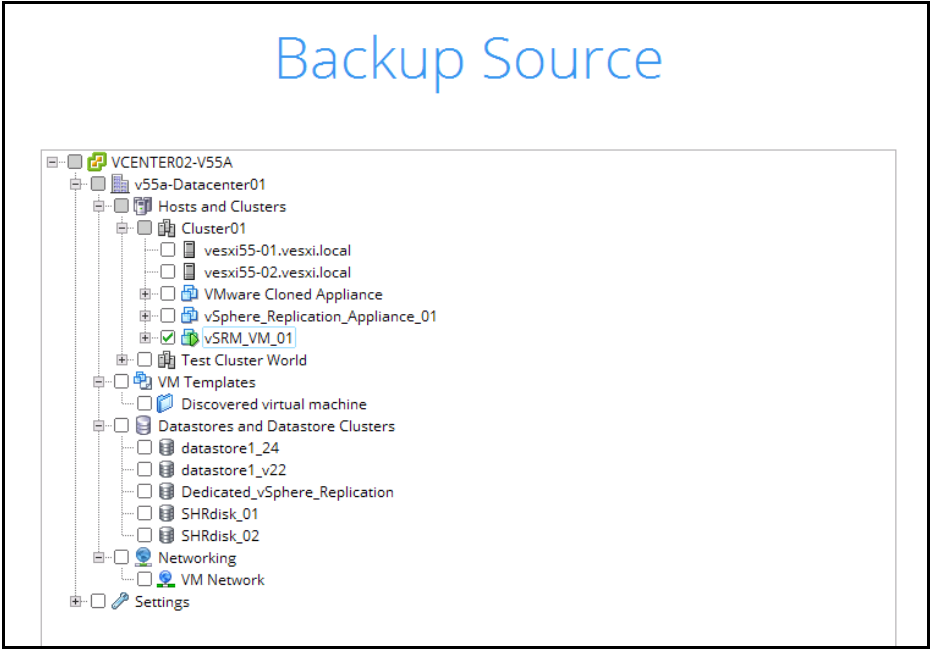 Backup Source
VCENTER02-V55A
v55a-Datacenter01
Hosts and Clusters
Cluster01
vesxi55-01.vesxi.local
vesxi55-02.vesxi.local
VMware Cloned Appliance
vSphere_Replication_Appliance_01
vSRM_VM_01
Test Cluster World
VM Templates
Discovered virtual machine
Datastores and Datastore Clusters
datastore1_24
datastore1_v22
Dedicated_vSphere_Replication
SHRdisk_01
SHRdisk_02
Networking
VM Network
Settings